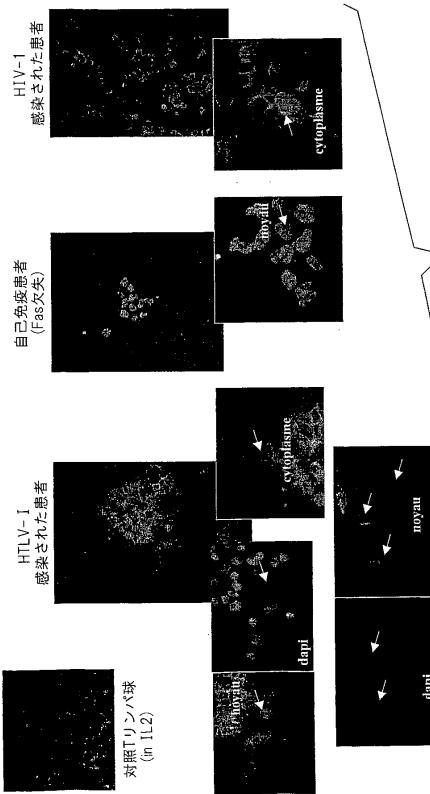 対照Tリンパ球
(in IL2)
HTLV-I
感染された患者
自己免疫患者
(Fas欠失)
HIV-1
感染された患者
noyau
dapi
cytoplasme
noyau
cytoplasme
dapi
noyau